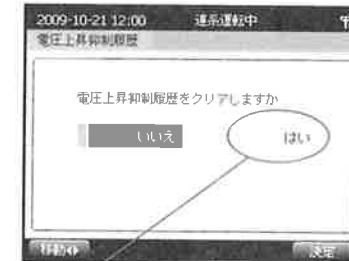 2009-10-21 12:00 連系運転中
電圧上昇抑制履歴
電圧上昇抑制履歴をクリアしますか
いいえ はい
移動 決定